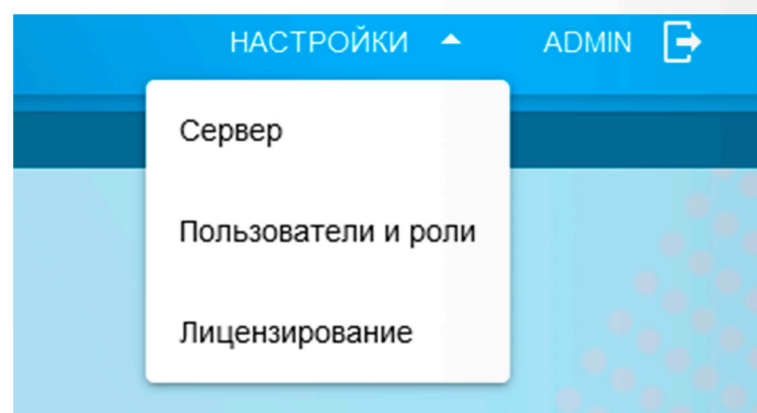 НАСТРОЙКИ ADMIN
Сервер
Пользователи и роли
Лицензирование